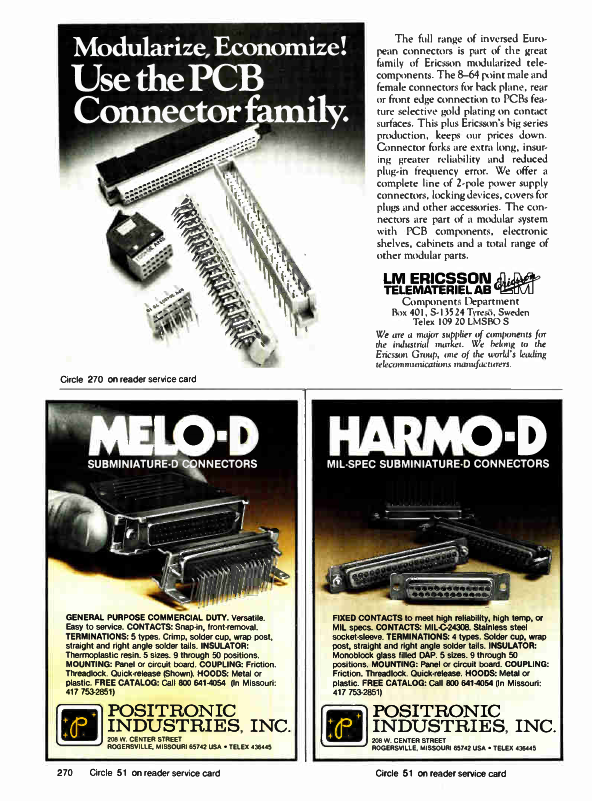 Modularize, Economize!
Use the PCB
Connector family.
The full range of inversed Euro-
pean connectors is part of the great
family of Ericsson modularized tele-
components. The 8–64 point male and
female connectors for back plane, rear
or front edge connection to PCBs fea-
ture selective gold plating on contact
surfaces. This plus Ericsson's big series
production, keeps our prices down.
Connector forks are extra long, insur-
ing greater reliability and reduced
plug-in frequency error. We offer a
complete line of 2-pole power supply
connectors, locking devices, covers for
plugs and other accessories. The con-
nectors are part of a modular system
with PCB components, electronic
shelves, cabinets and a total range of
other modular parts.
LM ERICSSON
TELEMATERIEL AB
Ericsson
LM
Components Department
Box 401, S-135 24 Tyresö, Sweden
Telex 109 20 LMSBO S
We are a major supplier of components for
the industrial market. We belong to the
Ericsson Group, one of the world's leading
telecommunications manufacturers.
Circle 270 on reader service card
MELO-D
SUBMINIATURE-D CONNECTORS
GENERAL PURPOSE COMMERCIAL DUTY. Versatile.
Easy to service. CONTACTS: Snap-in, front-removal.
TERMINATIONS: 5 types. Crimp, solder cup, wrap post,
straight and right angle solder tails. INSULATOR:
Thermoplastic resin. 5 sizes. 9 through 50 positions.
MOUNTING: Panel or circuit board. COUPLING: Friction.
Threadlock. Quick-release (Shown). HOODS: Metal or
plastic. FREE CATALOG: Call 800 641-4054 (in Missouri:
417 753-2851)
P
POSITRONIC
INDUSTRIES, INC.
208 W. CENTER STREET
ROGERSVILLE, MISSOURI 65742 USA • TELEX 436445
HARMO-D
MIL-SPEC SUBMINIATURE-D CONNECTORS
FIXED CONTACTS to meet high reliability, high temp, or
MIL specs. CONTACTS: MIL-C-24308. Stainless steel
socket-sleeve. TERMINATIONS: 4 types. Solder cup, wrap
post, straight and right angle solder tails. INSULATOR:
Monoblock glass filled DAP. 5 sizes. 9 through 50
positions. MOUNTING: Panel or circuit board. COUPLING:
Friction. Threadlock. Quick-release. HOODS: Metal or
plastic. FREE CATALOG: Call 800 641-4054 (in Missouri:
417 753-2851)
P
POSITRONIC
INDUSTRIES, INC.
208 W. CENTER STREET
ROGERSVILLE, MISSOURI 65742 USA • TELEX 436445
270 Circle 51 on reader service card
Circle 51 on reader service card